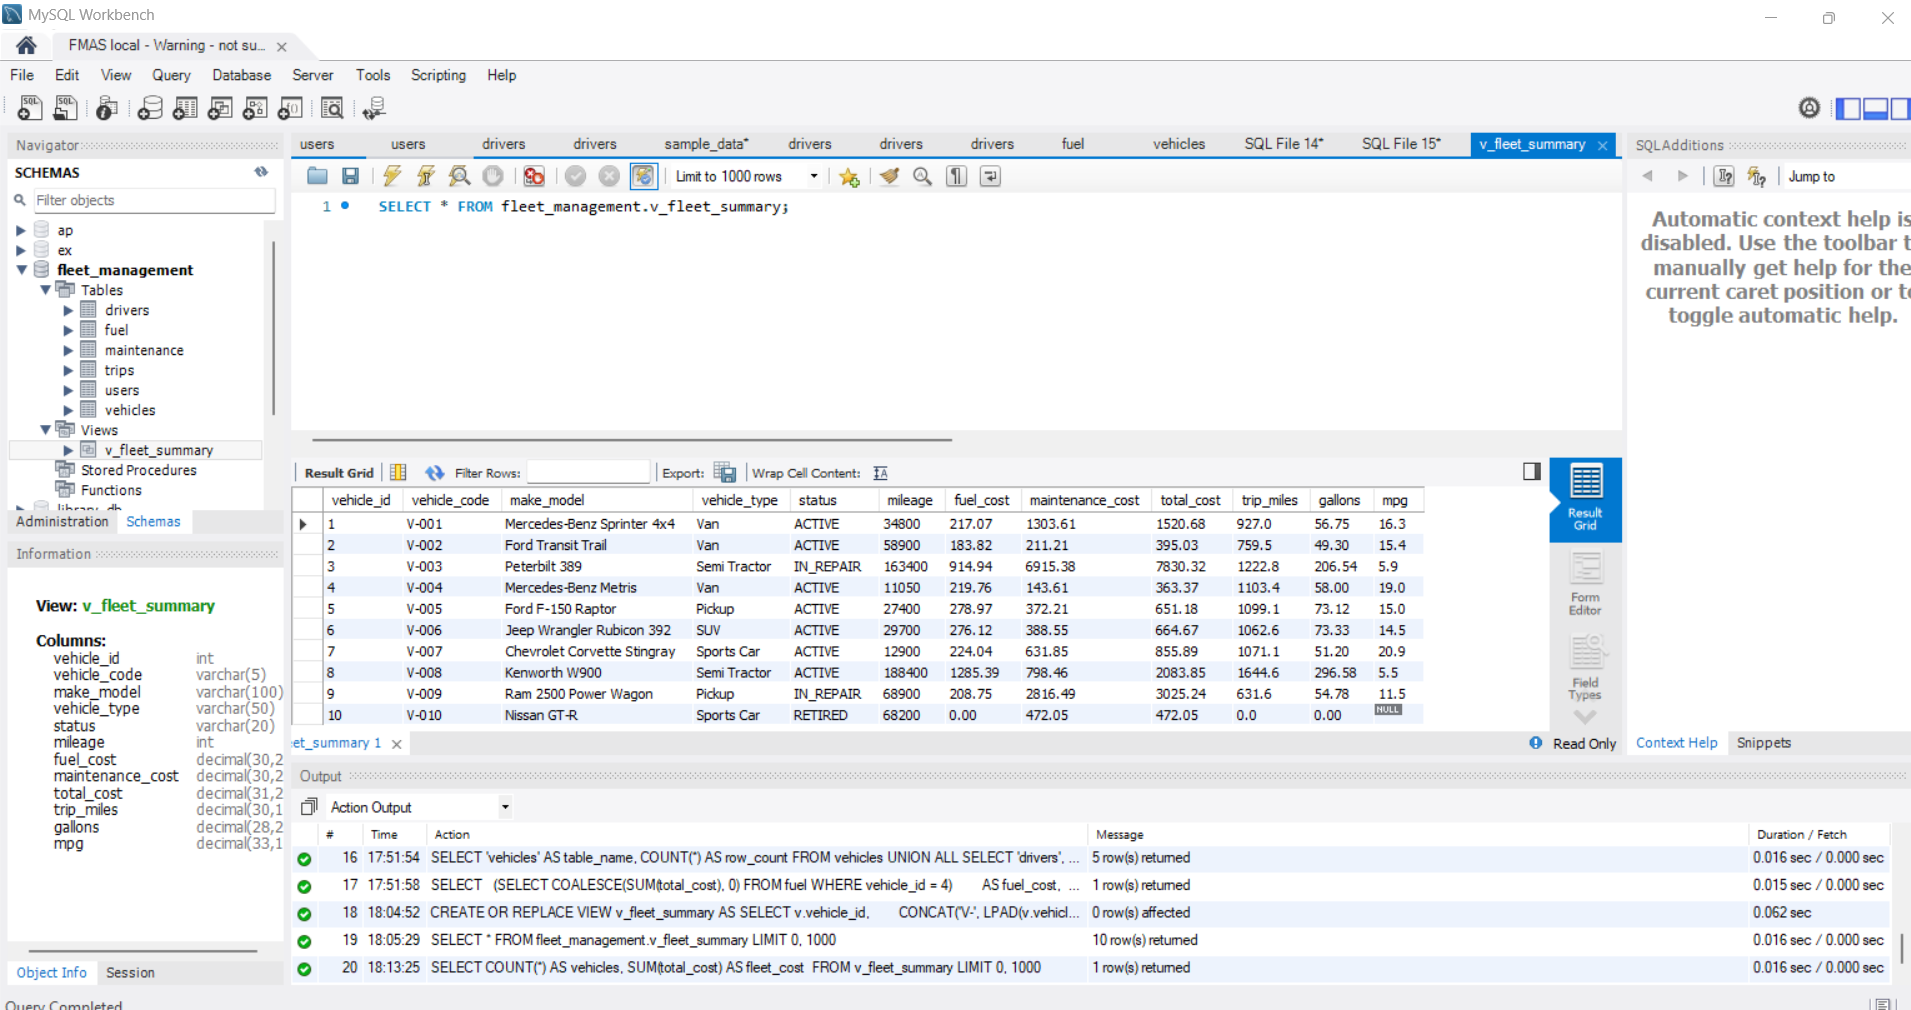 MySQL Workbench
FMAS local - Warning - not su...
File Edit View Query Database Server Tools Scripting Help
Navigator
SCHEMAS
Filter objects
ap
ex
fleet_management
Tables
drivers
fuel
maintenance
trips
users
vehicles
Views
v_fleet_summary
Stored Procedures
Functions
library_db
Administration Schemas
Information
View: v_fleet_summary
Columns:
vehicle_id int
vehicle_code varchar(5)
make_model varchar(100)
vehicle_type varchar(50)
status varchar(20)
mileage int
fuel_cost decimal(30,2
maintenance_cost decimal(30,2
total_cost decimal(31,2
trip_miles decimal(30,1
gallons decimal(28,2
mpg decimal(33,1
Object Info Session
Query Completed
users users drivers drivers sample_data* drivers drivers drivers fuel vehicles SQL File 14* SQL File 15* v_fleet_summary
Limit to 1000 rows
1 SELECT * FROM fleet_management.v_fleet_summary;
Result Grid Filter Rows: Export: Wrap Cell Content:
vehicle_id vehicle_code make_model vehicle_type status mileage fuel_cost maintenance_cost total_cost trip_miles gallons mpg
1 V-001 Mercedes-Benz Sprinter 4x4 Van ACTIVE 34800 217.07 1303.61 1520.68 927.0 56.75 16.3
2 V-002 Ford Transit Trail Van ACTIVE 58900 183.82 211.21 395.03 759.5 49.30 15.4
3 V-003 Peterbilt 389 Semi Tractor IN_REPAIR 163400 914.94 6915.38 7830.32 1222.8 206.54 5.9
4 V-004 Mercedes-Benz Metris Van ACTIVE 11050 219.76 143.61 363.37 1103.4 58.00 19.0
5 V-005 Ford F-150 Raptor Pickup ACTIVE 27400 278.97 372.21 651.18 1099.1 73.12 15.0
6 V-006 Jeep Wrangler Rubicon 392 SUV ACTIVE 29700 276.12 388.55 664.67 1062.6 73.33 14.5
7 V-007 Chevrolet Corvette Stingray Sports Car ACTIVE 12900 224.04 631.85 855.89 1071.1 51.20 20.9
8 V-008 Kenworth W900 Semi Tractor ACTIVE 188400 1285.39 798.46 2083.85 1644.6 296.58 5.5
9 V-009 Ram 2500 Power Wagon Pickup IN_REPAIR 68900 208.75 2816.49 3025.24 631.6 54.78 11.5
10 V-010 Nissan GT-R Sports Car RETIRED 68200 0.00 472.05 472.05 0.0 0.00 NULL
Result
Grid
Form
Editor
Field
Types
et_summary 1
Read Only
Output
Action Output
# Time Action Message Duration / Fetch
16 17:51:54 SELECT 'vehicles' AS table_name, COUNT(*) AS row_count FROM vehicles UNION ALL SELECT 'drivers', ... 5 row(s) returned 0.016 sec / 0.000 sec
17 17:51:58 SELECT (SELECT COALESCE(SUM(total_cost), 0) FROM fuel WHERE vehicle_id = 4) AS fuel_cost, ... 1 row(s) returned 0.015 sec / 0.000 sec
18 18:04:52 CREATE OR REPLACE VIEW v_fleet_summary AS SELECT v.vehicle_id, CONCAT('V-', LPAD(v.vehicl... 0 row(s) affected 0.062 sec
19 18:05:29 SELECT * FROM fleet_management.v_fleet_summary LIMIT 0, 1000 10 row(s) returned 0.016 sec / 0.000 sec
20 18:13:25 SELECT COUNT(*) AS vehicles, SUM(total_cost) AS fleet_cost FROM v_fleet_summary LIMIT 0, 1000 1 row(s) returned 0.016 sec / 0.000 sec
SQLAdditions
Jump to
Automatic context help is
disabled. Use the toolbar t
manually get help for the
current caret position or to
toggle automatic help.
Context Help Snippets